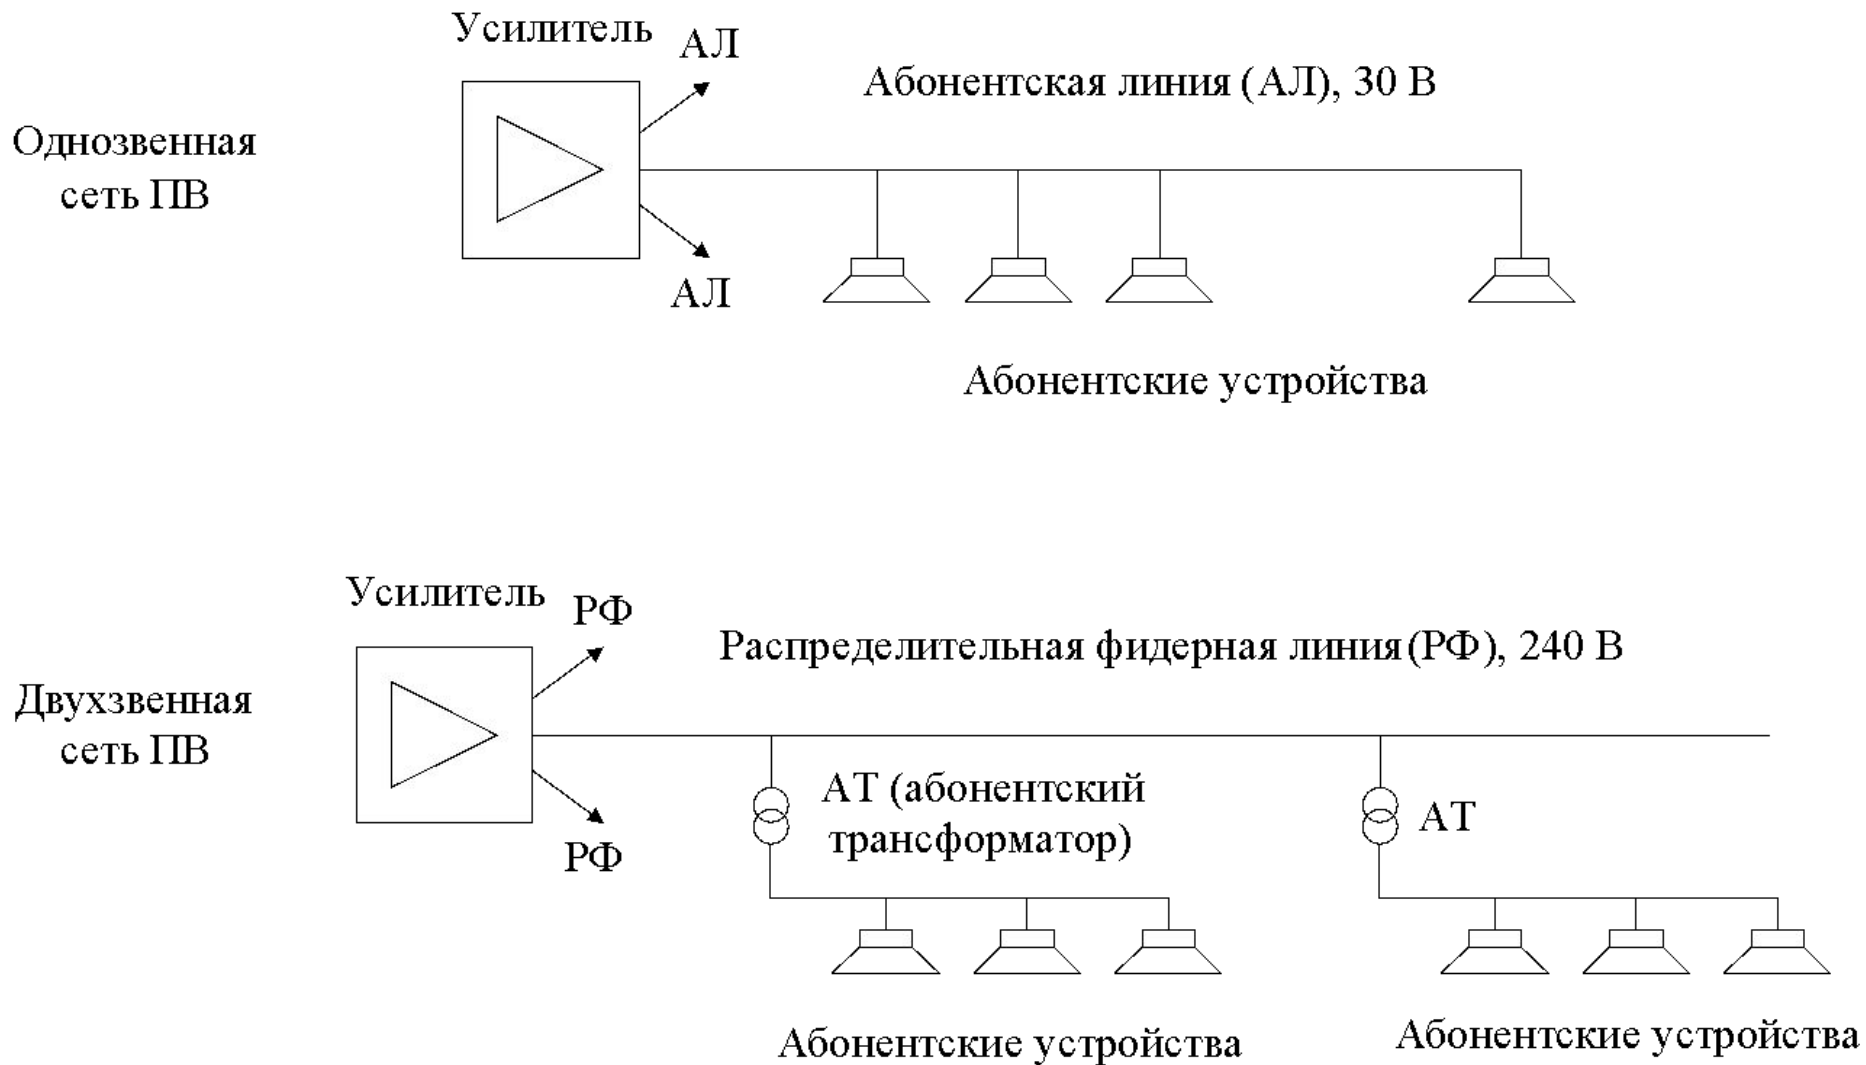 Усилитель
АЛ
Абонентская линия (АЛ), 30 В
Однозвенная
сеть ПВ
АЛ
Абонентские устройства
Усилитель
РФ
Распределительная фидерная линия (РФ), 240 В
Двухзвенная
сеть ПВ
АТ (абонентский
трансформатор)
АТ
РФ
Абонентские устройства
Абонентские устройства